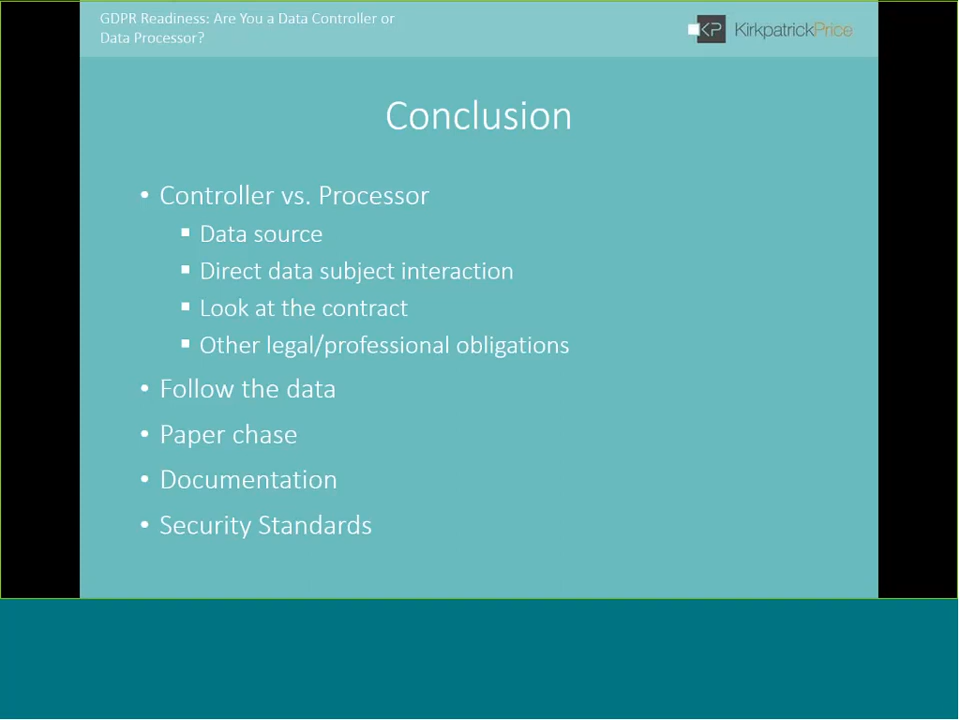 GDPR Readiness: Are You a Data Controller or
Data Processor?
KP KirkpatrickPrice
Conclusion
• Controller vs. Processor
▪ Data source
▪ Direct data subject interaction
▪ Look at the contract
▪ Other legal/professional obligations
• Follow the data
• Paper chase
• Documentation
• Security Standards